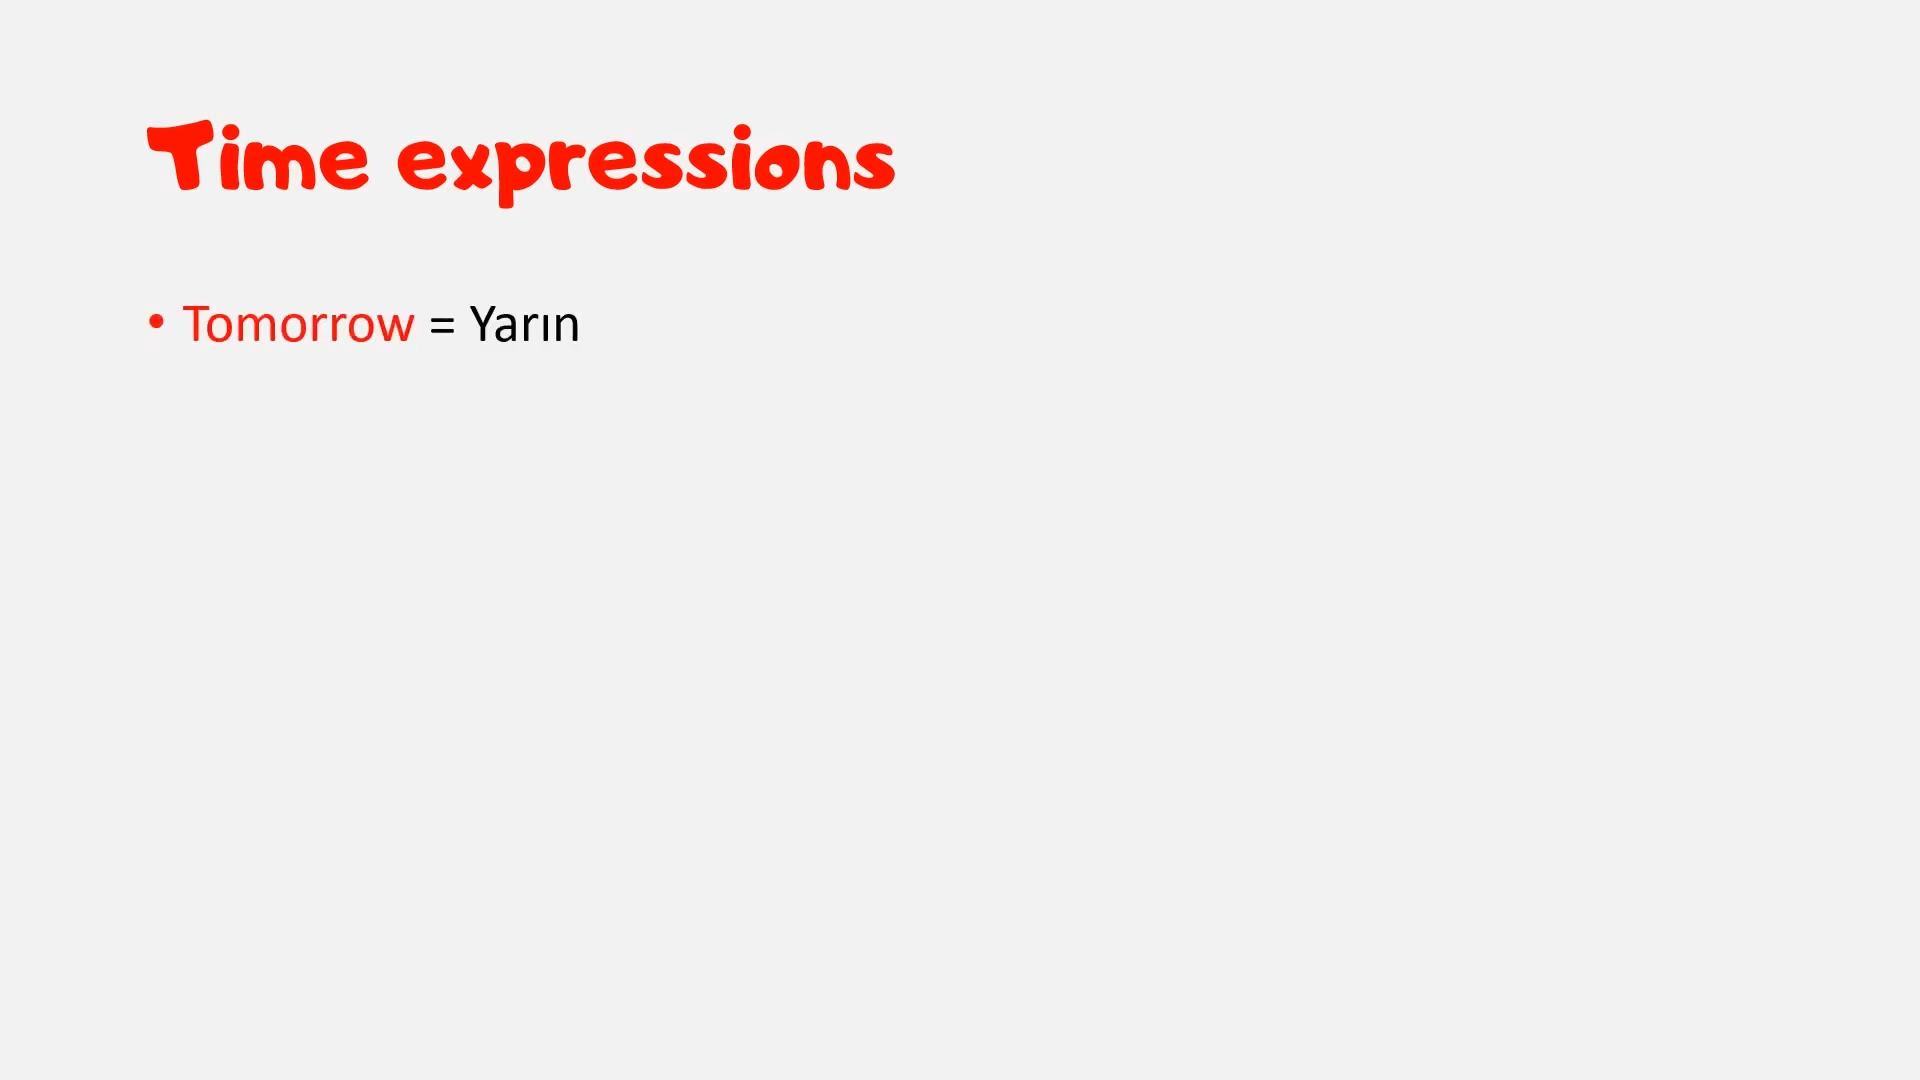 Time expressions
• Tomorrow = Yarın